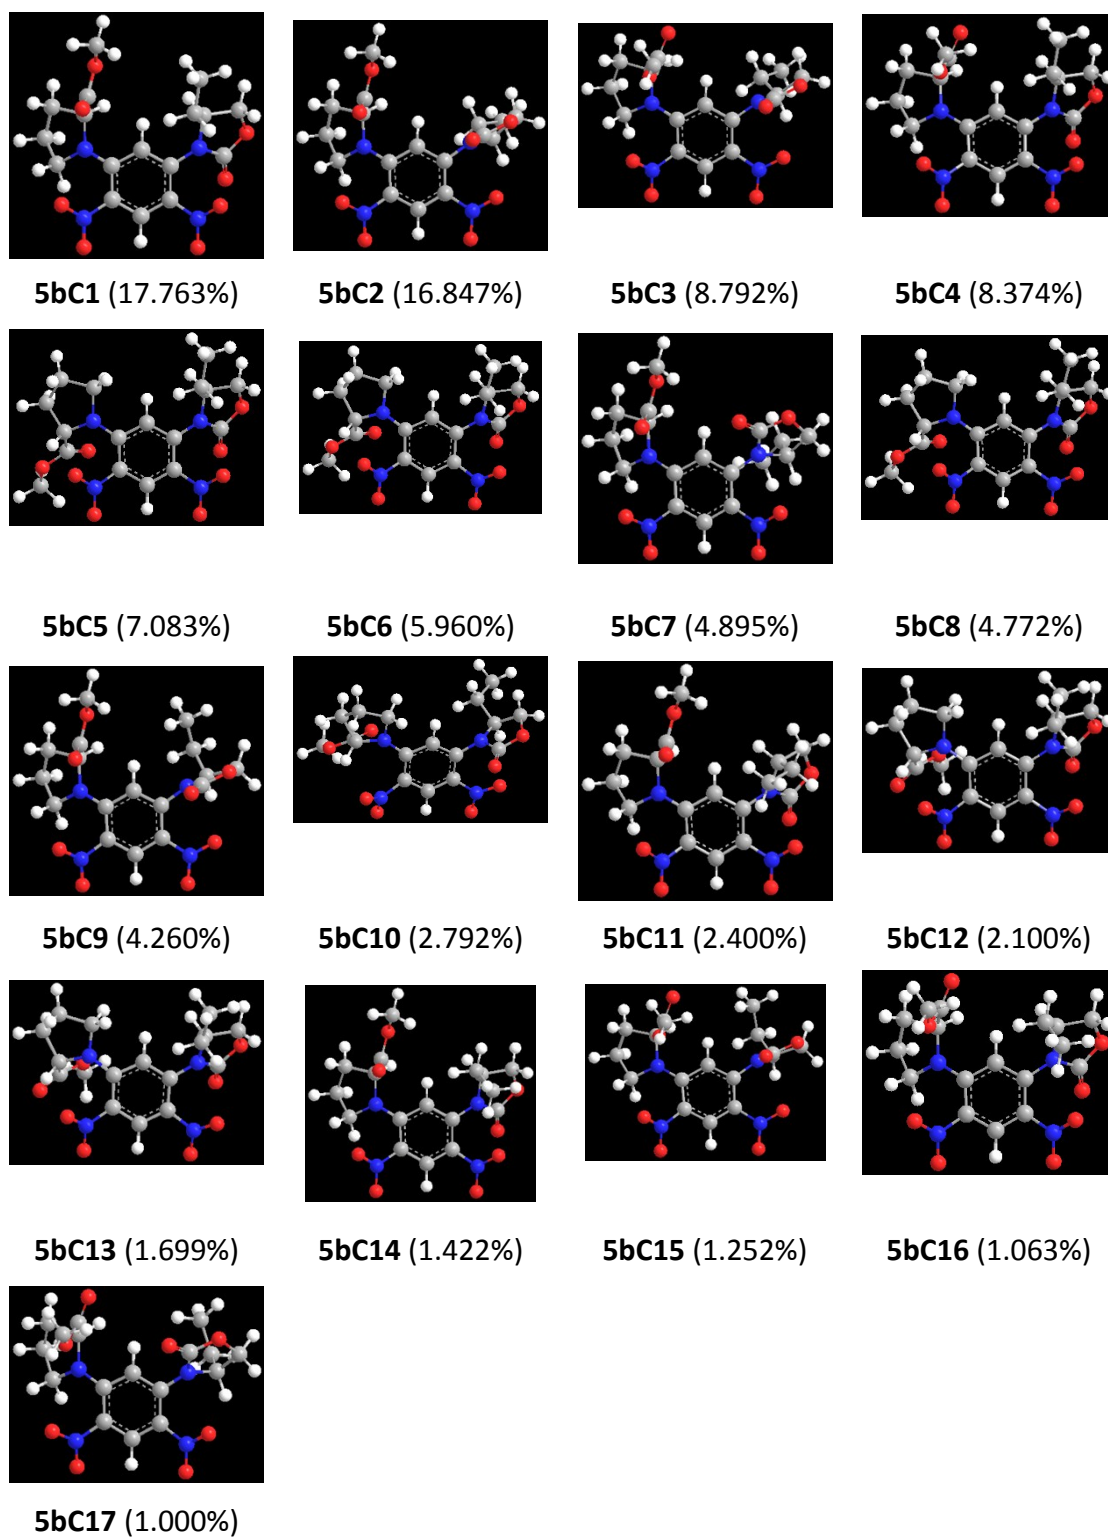 5bC1 (17.763%) 5bC2 (16.847%) 5bC3 (8.792%) 5bC4 (8.374%)
5bC5 (7.083%) 5bC6 (5.960%) 5bC7 (4.895%) 5bC8 (4.772%)
5bC9 (4.260%) 5bC10 (2.792%) 5bC11 (2.400%) 5bC12 (2.100%)
5bC13 (1.699%) 5bC14 (1.422%) 5bC15 (1.252%) 5bC16 (1.063%)
5bC17 (1.000%)